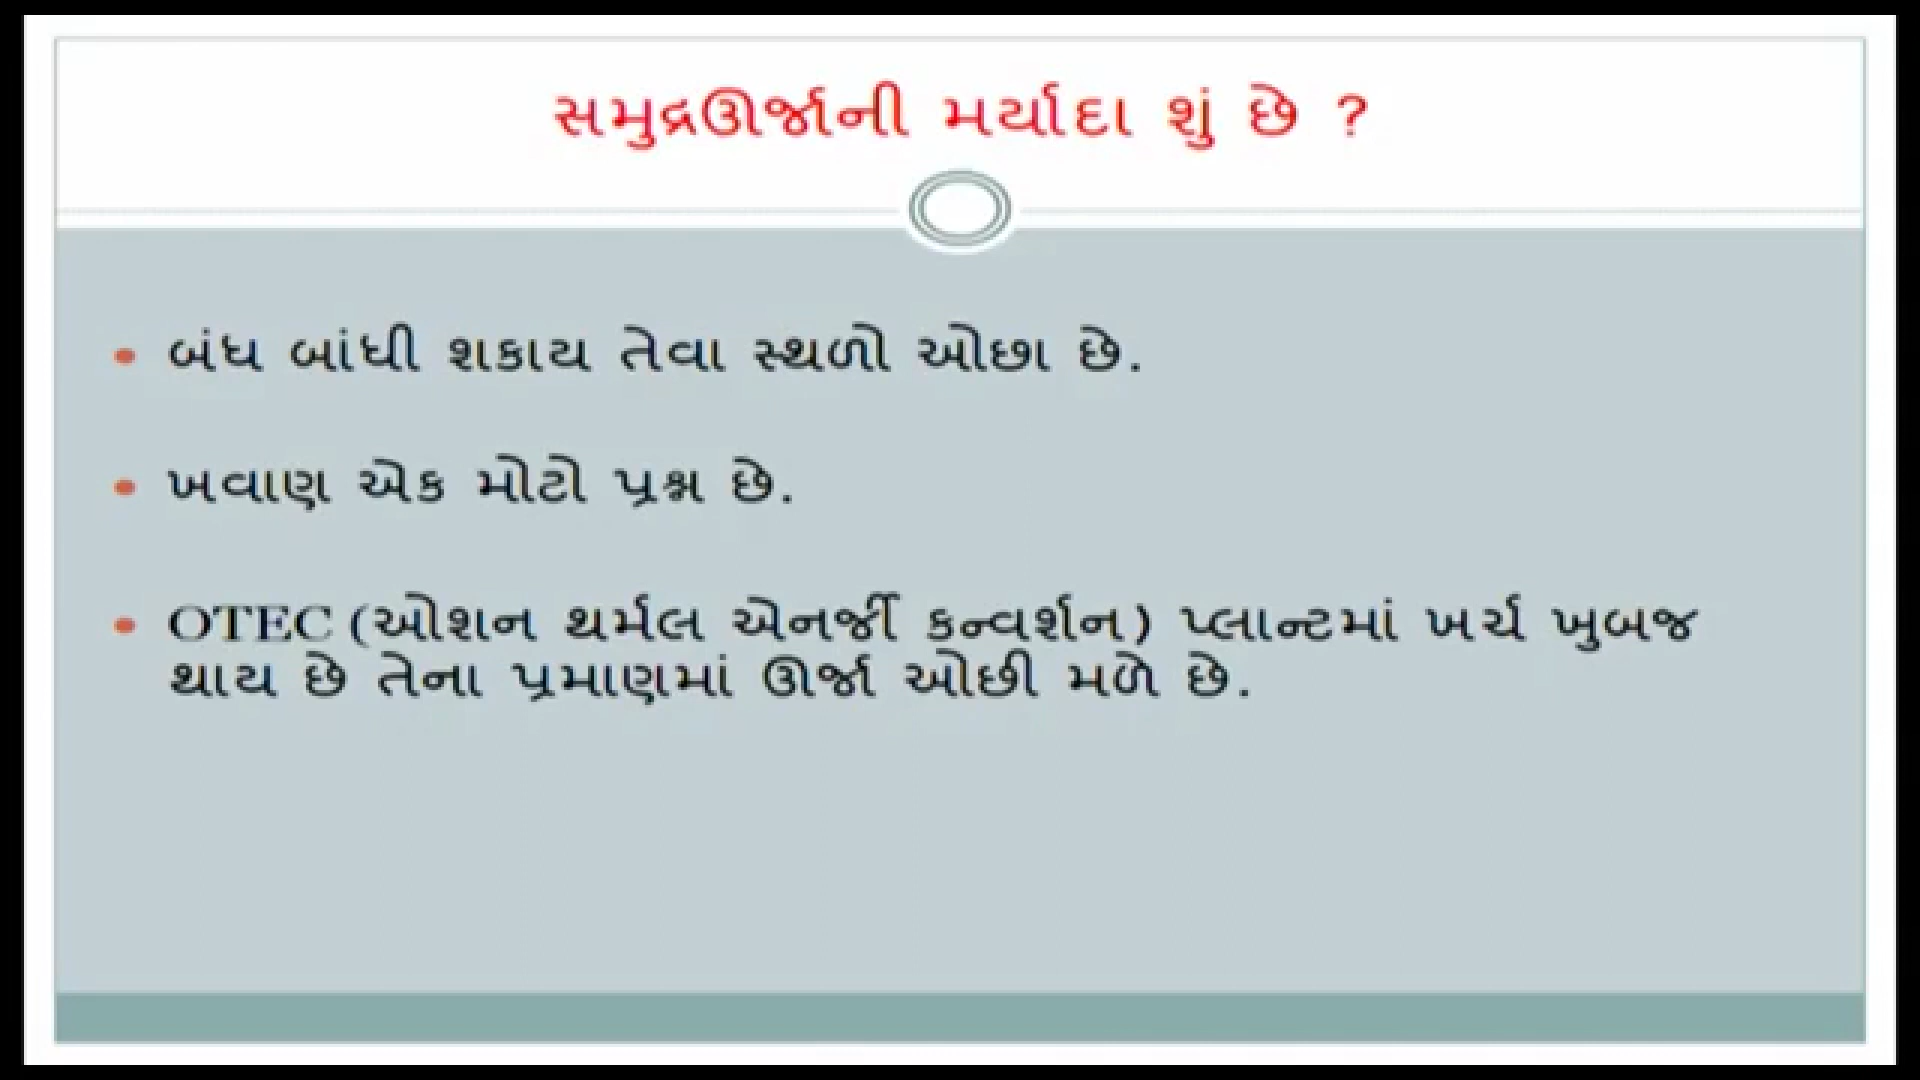 સમુદ્રઊર્જાની મર્યાદા શું છે ?
• બંધ બાંધી શકાય તેવા સ્થળો ઓછા છે.
• ખવાણ એક મોટો પ્રશ્ન છે.
• OTEC (ઓશન થર્મલ એનર્જી કન્વર્શન) પ્લાન્ટમાં ખર્ચ ખુબજ
થાય છે તેના પ્રમાણમાં ઊર્જા ઓછી મળે છે.